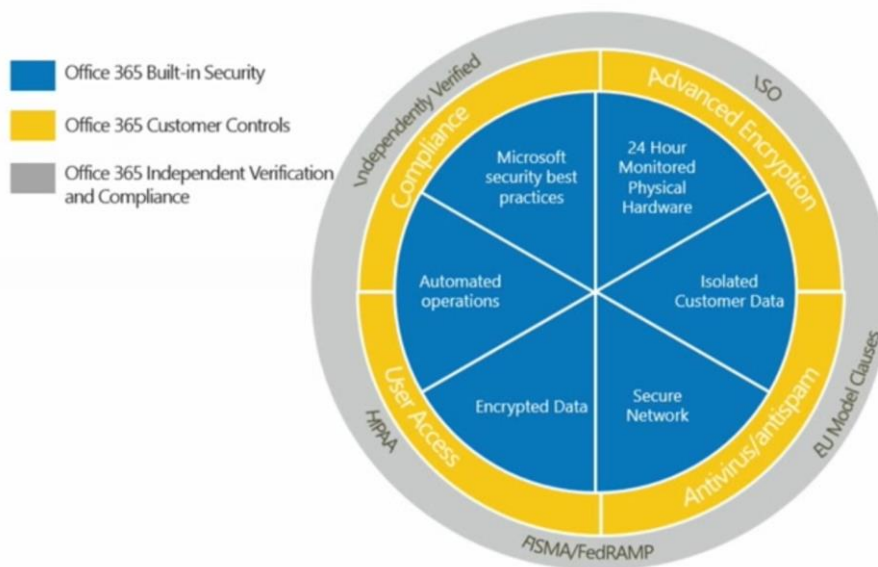 Office 365 Built-in Security
Office 365 Customer Controls
Office 365 Independent Verification
and Compliance
Independently Verified
ISO
EU Model Clauses
FISMA/FedRAMP
HIPAA
Compliance
Advanced Encryption
Antivirus/antispam
User Access
Microsoft
security best
practices
24 Hour
Monitored
Physical
Hardware
Automated
operations
Isolated
Customer Data
Encrypted Data
Secure
Network